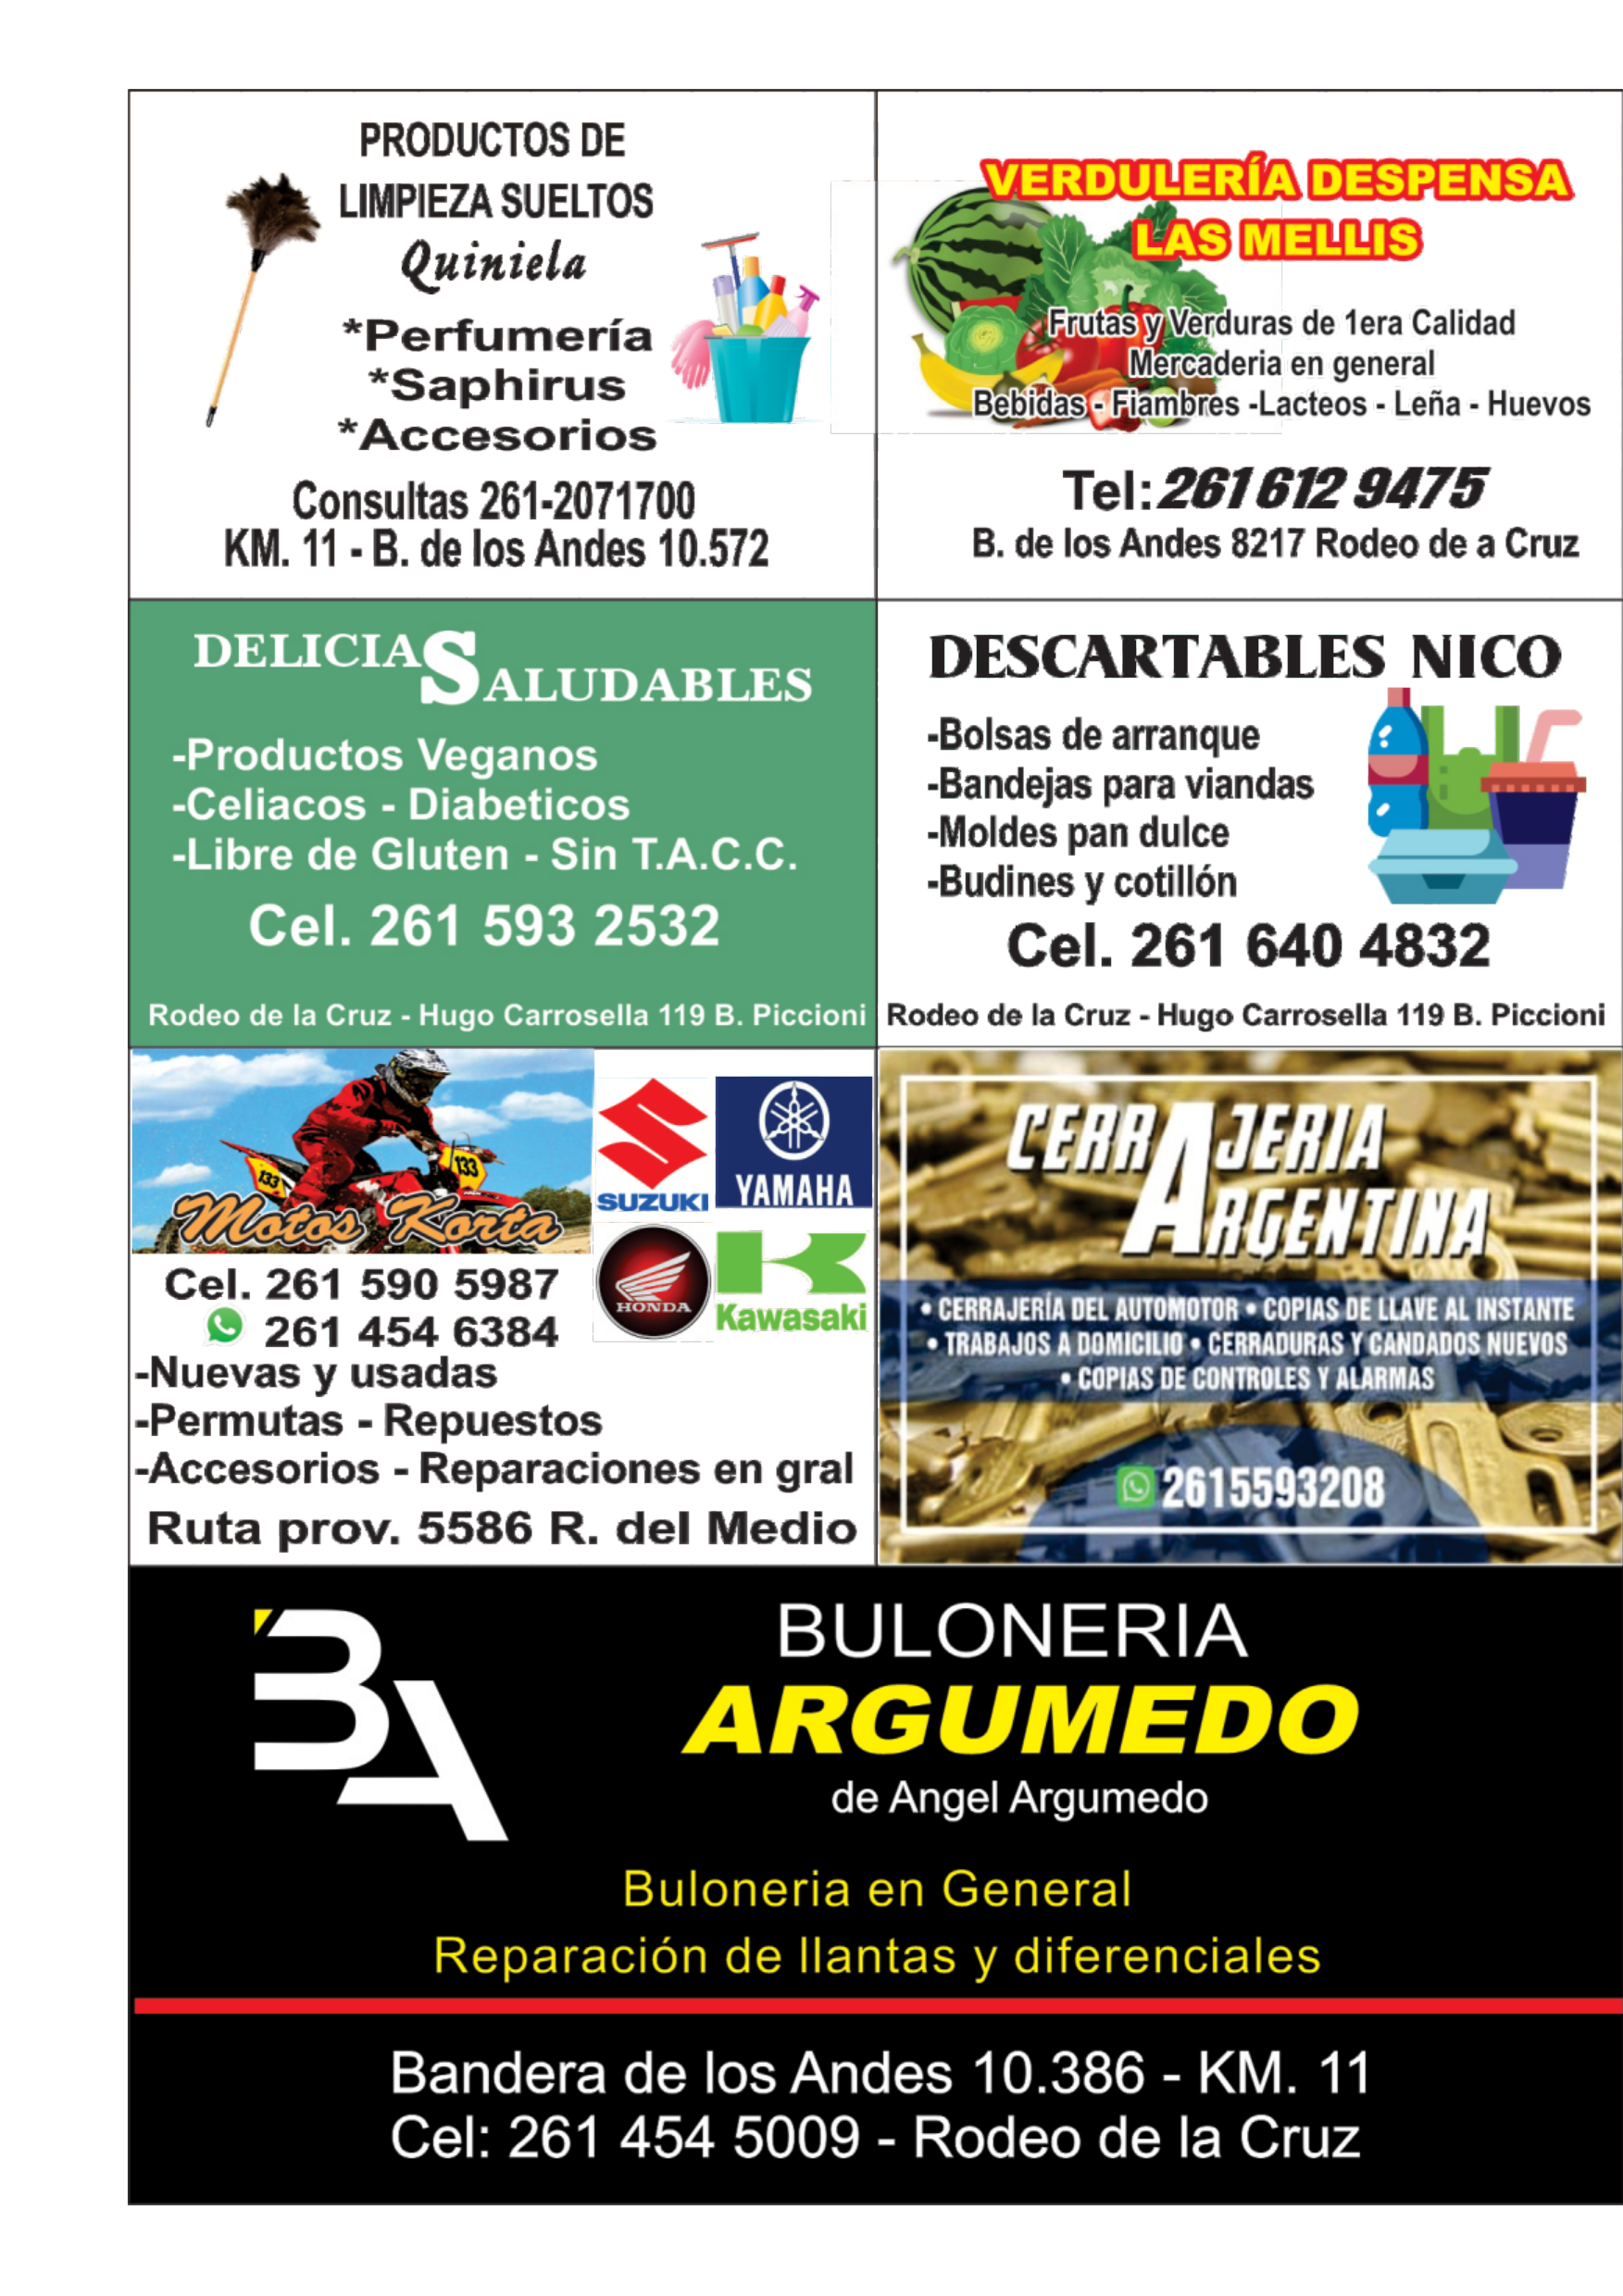 PRODUCTOS DE
LIMPIEZA SUELTOS
Quiniela
*Perfumería
*Saphirus
*Accesorios
Consultas 261-2071700
KM. 11 - B. de los Andes 10.572
VERDULERÍA DESPENSA
LAS MELLIS
Frutas y Verduras de 1era Calidad
Mercaderia en general
Bebidas - Fiambres -Lacteos - Leña - Huevos
Tel: 261 612 9475
B. de los Andes 8217 Rodeo de a Cruz
DELICIAS
SALUDABLES
-Productos Veganos
-Celiacos - Diabeticos
-Libre de Gluten - Sin T.A.C.C.
Cel. 261 593 2532
Rodeo de la Cruz - Hugo Carrosella 119 B. Piccioni
DESCARTABLES NICO
-Bolsas de arranque
-Bandejas para viandas
-Moldes pan dulce
-Budines y cotillón
Cel. 261 640 4832
Rodeo de la Cruz - Hugo Carrosella 119 B. Piccioni
133
133
Motos Korta
SUZUKI
YAMAHA
HONDA
Kawasaki
Cel. 261 590 5987
261 454 6384
-Nuevas y usadas
-Permutas - Repuestos
-Accesorios - Reparaciones en gral
Ruta prov. 5586 R. del Medio
CERRAJERIA
ARGENTINA
• CERRAJERÍA DEL AUTOMOTOR • COPIAS DE LLAVE AL INSTANTE
• TRABAJOS A DOMICILIO • CERRADURAS Y CANDADOS NUEVOS
• COPIAS DE CONTROLES Y ALARMAS
2615593208
BA
BULONERIA
ARGUMEDO
de Angel Argumedo
Buloneria en General
Reparación de llantas y diferenciales
Bandera de los Andes 10.386 - KM. 11
Cel: 261 454 5009 - Rodeo de la Cruz